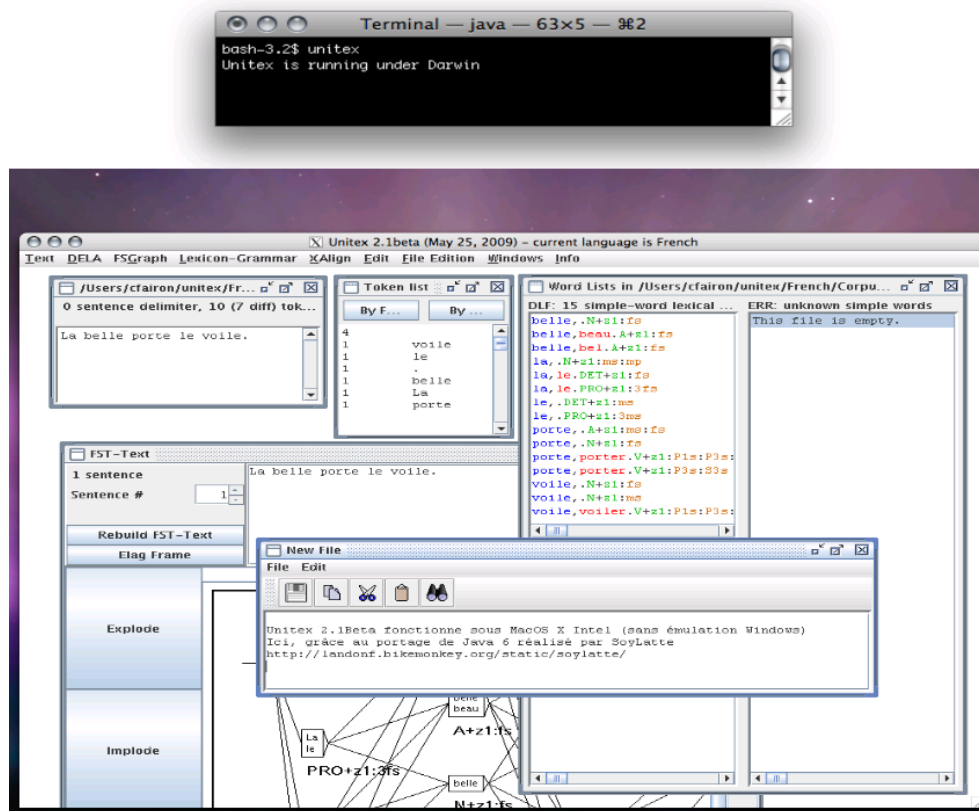 Terminal — java — 63×5 — ⌘2
bash-3.2$ unitex
Unitex is running under Darwin
Unitex 2.1beta (May 25, 2009) – current language is French
Text DELA FSGraph Lexicon-Grammar XAlign Edit File Edition Windows Info
/Users/cfairon/unitex/Fr...
0 sentence delimiter, 10 (7 diff) tok...
La belle porte le voile.
Token list
By F... By ...
4
1 voile
1 le
1 .
1 belle
1 La
1 porte
Word Lists in /Users/cfairon/unitex/French/Corpu...
DLF: 15 simple-word lexical ...
belle,.N+z1:fs
belle,beau.A+z1:fs
belle,bel.A+z1:fs
la,.N+z1:ms:mp
la,le.DET+z1:fs
la,le.PRO+z1:3fs
le,.DET+z1:ms
le,.PRO+z1:3ms
porte,.A+z1:ms:fs
porte,.N+z1:fs
porte,porter.V+z1:P1s:P3s:
porte,porter.V+z1:P3s:S3s
voile,.N+z1:fs
voile,.N+z1:ms
voile,voiler.V+z1:P1s:P3s:
ERR: unknown simple words
This file is empty.
FST-Text
1 sentence
Sentence # 1
La belle porte le voile.
Rebuild FST-Text
Elag Frame
Explode
Implode
New File
File Edit
Unitex 2.1Beta fonctionne sous MacOS X Intel (sans émulation Windows)
Ici, grâce au portage de Java 6 réalisé par SoyLatte
http://landonf.bikemonkey.org/static/soylatte/
belle
beau
A+z1:fs
La
le
PRO+z1:3fs
belle
N+z1:fs